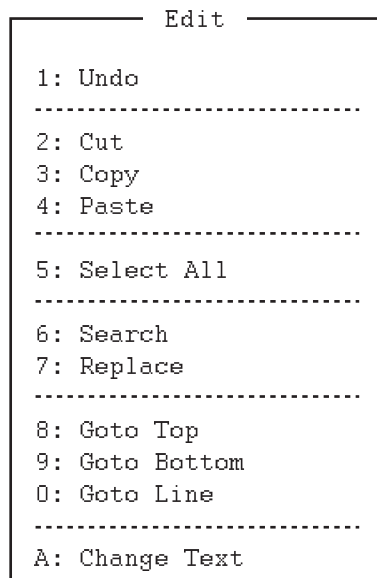 Edit
1: Undo
2: Cut
3: Copy
4: Paste
5: Select All
6: Search
7: Replace
8: Goto Top
9: Goto Bottom
0: Goto Line
A: Change Text